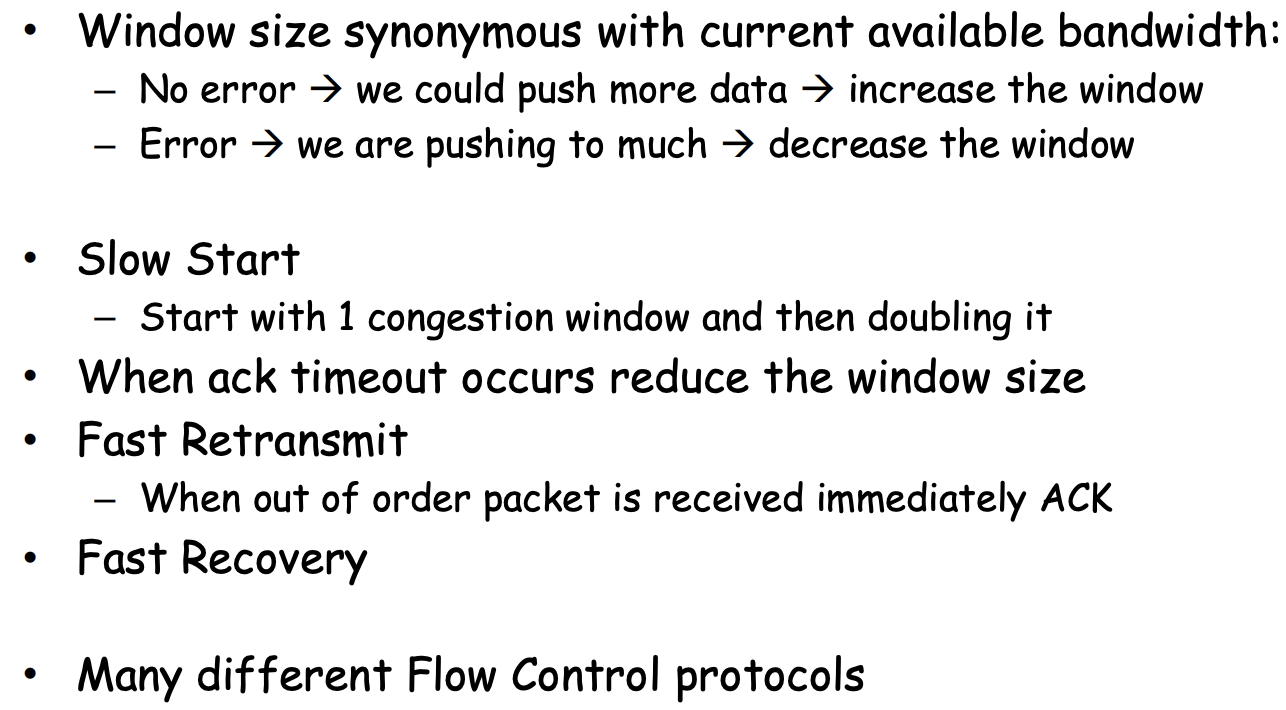 • Window size synonymous with current available bandwidth:
– No error → we could push more data → increase the window
– Error → we are pushing to much → decrease the window
• Slow Start
– Start with 1 congestion window and then doubling it
• When ack timeout occurs reduce the window size
• Fast Retransmit
– When out of order packet is received immediately ACK
• Fast Recovery
• Many different Flow Control protocols